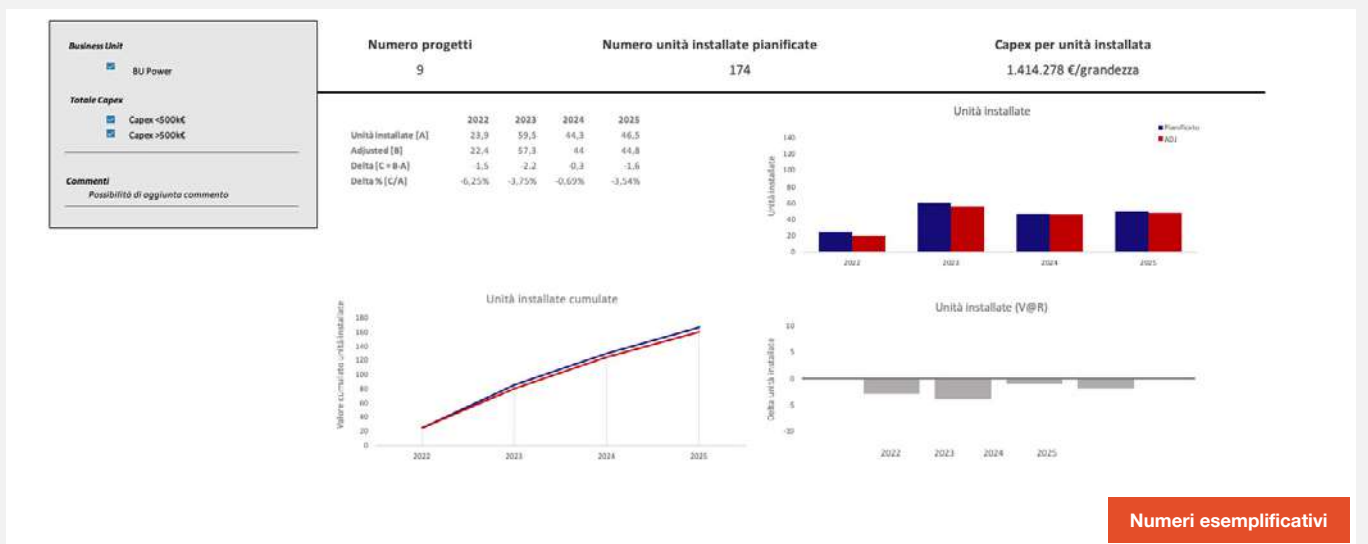 Business Unit
BU Power
Totale Capex
Capex <500k€
Capex >500k€
Commenti
Possibilità di aggiunta commento
Numero progetti
9
Numero unità installate pianificate
174
Capex per unità installata
1.414.278 €/grandezza
2022 2023 2024 2025
Unità installate [A] 23,9 59,5 44,3 46,5
Adjusted [B] 22,4 57,3 44 44,8
Delta [C = B-A] -1,5 -2,2 -0,3 -1,6
Delta % [C/A] -6,25% -3,75% -0,69% -3,54%
Unità installate
Pianificato
ADJ
Unità installate
140
120
100
80
60
40
20
0
2022 2023 2024 2025
Unità installate cumulate
Valore cumulato unità installate
180
160
140
120
100
80
60
40
20
0
2022 2023 2024 2025
Unità installate (V@R)
Delta unità installate
10
5
0
-5
-10
2022 2023 2024 2025
Numeri esemplificativi